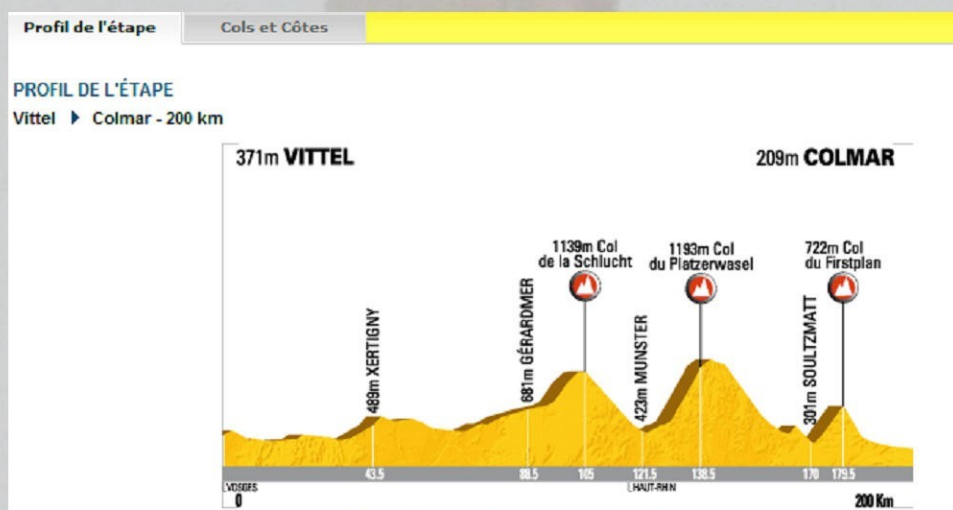 Profil de l'étape
Cols et Côtes
PROFIL DE L'ÉTAPE
Vittel Colmar - 200 km
371m VITTEL
209m COLMAR
1139m Col
de la Schlucht
1193m Col
du Platzerwasel
722m Col
du Firstplan
489m XERTIGNY
681m GÉRARDMER
423m MUNSTER
301m SOULTZMATT
43.5 88.5 105 121.5 138.5 170 179.5
VOSGES
HAUT-RHIN
0
200 Km